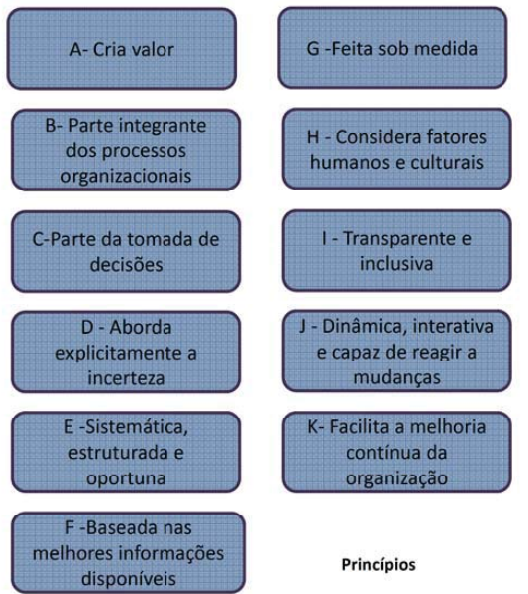 A- Cria valor
B- Parte integrante
dos processos
organizacionais
C-Parte da tomada de
decisões
D - Aborda
explicitamente a
incerteza
E -Sistemática,
estruturada e
oportuna
F -Baseada nas
melhores informações
disponíveis
G -Feita sob medida
H - Considera fatores
humanos e culturais
I - Transparente e
inclusiva
J - Dinâmica, interativa
e capaz de reagir a
mudanças
K- Facilita a melhoria
contínua da
organização
Princípios